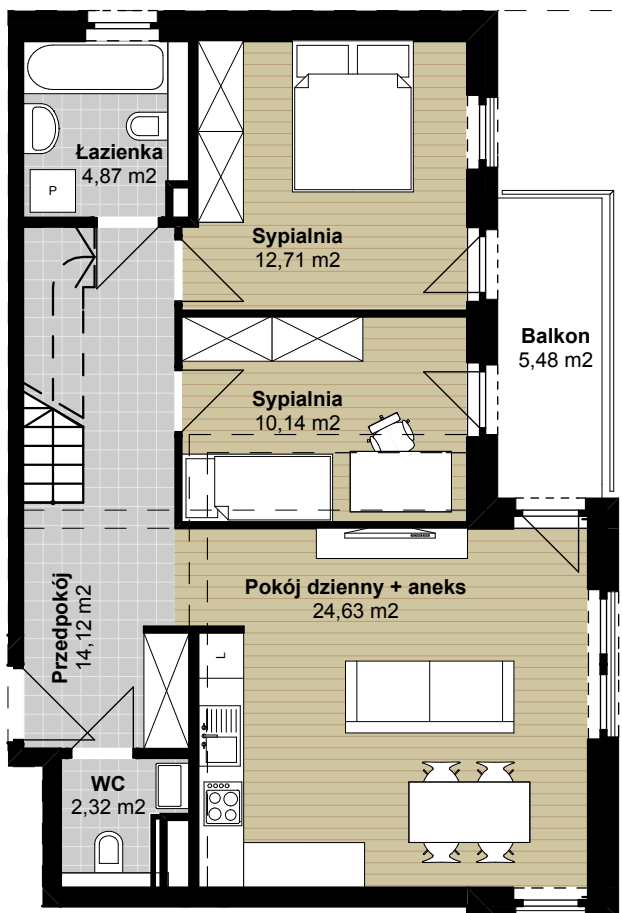 Łazienka
4,87 m2
P
Sypialnia
12,71 m2
Balkon
5,48 m2
Sypialnia
10,14 m2
Przedpokój
14,12 m2
Pokój dzienny + aneks
24,63 m2
L
WC
2,32 m2